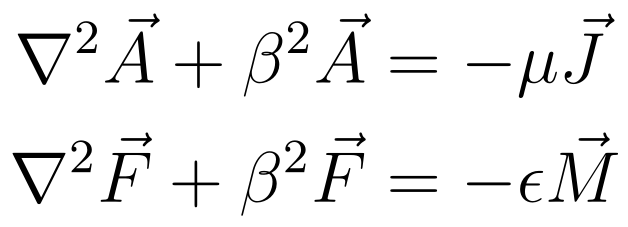 ∇²A⃗ + β²A⃗ = −μJ⃗
∇²F⃗ + β²F⃗ = −ϵM⃗